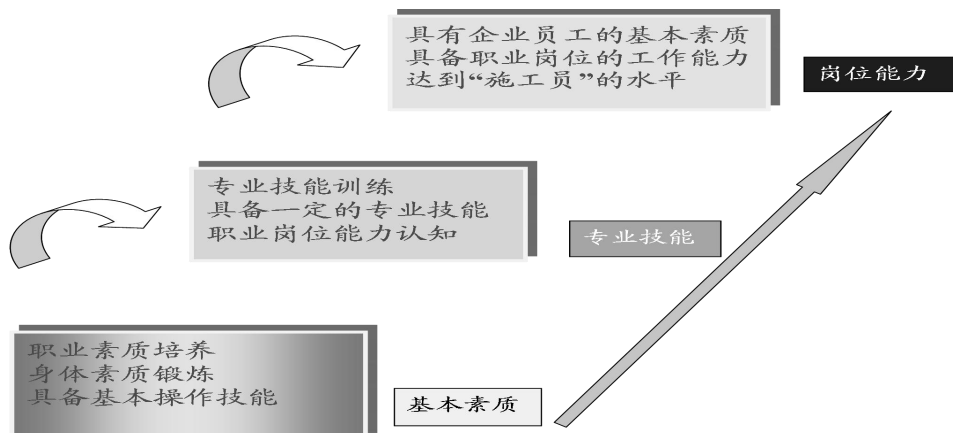 具有企业员工的基本素质
具备职业岗位的工作能力
达到“施工员”的水平
岗位能力
专业技能训练
具备一定的专业技能
职业岗位能力认知
专业技能
职业素质培养
身体素质锻炼
具备基本操作技能
基本素质